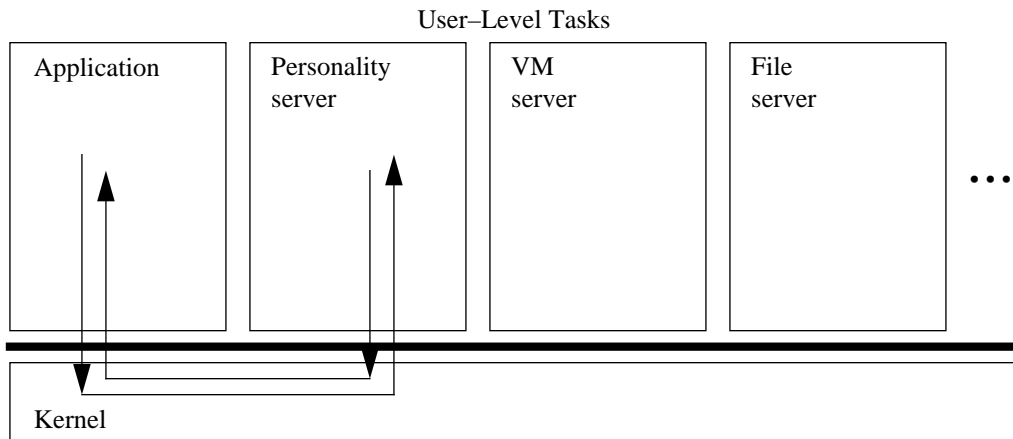 User–Level Tasks
Application
Personality
server
VM
server
File
server
...
Kernel